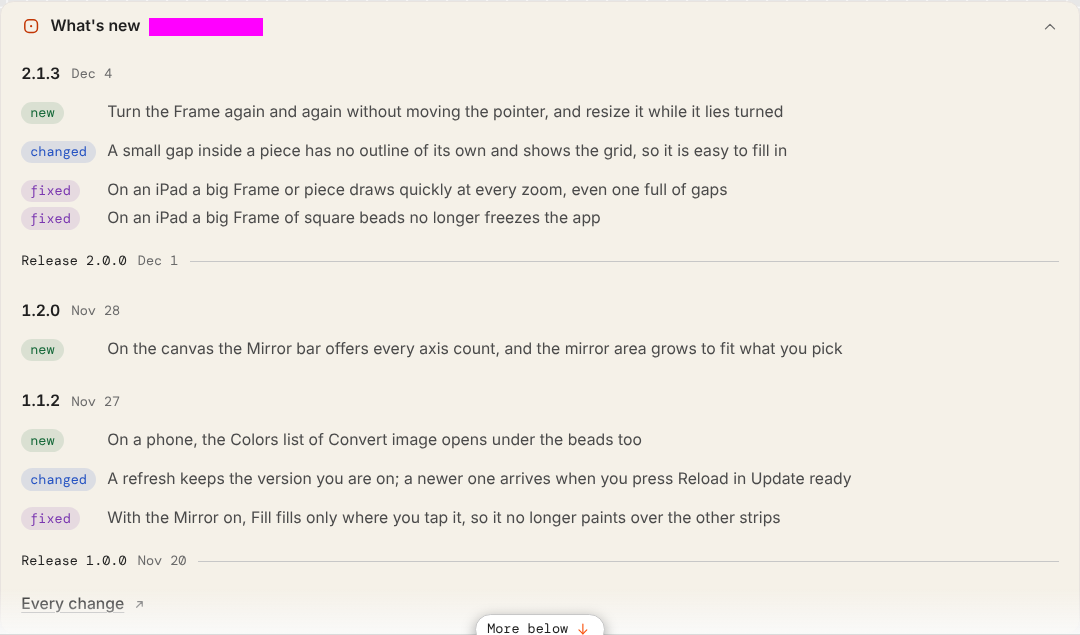 What's new
2.1.3 Dec 4
new Turn the Frame again and again without moving the pointer, and resize it while it lies turned
changed A small gap inside a piece has no outline of its own and shows the grid, so it is easy to fill in
fixed On an iPad a big Frame or piece draws quickly at every zoom, even one full of gaps
fixed On an iPad a big Frame of square beads no longer freezes the app
Release 2.0.0 Dec 1
1.2.0 Nov 28
new On the canvas the Mirror bar offers every axis count, and the mirror area grows to fit what you pick
1.1.2 Nov 27
new On a phone, the Colors list of Convert image opens under the beads too
changed A refresh keeps the version you are on; a newer one arrives when you press Reload in Update ready
fixed With the Mirror on, Fill fills only where you tap it, so it no longer paints over the other strips
Release 1.0.0 Nov 20
Every change ↗
More below ↓